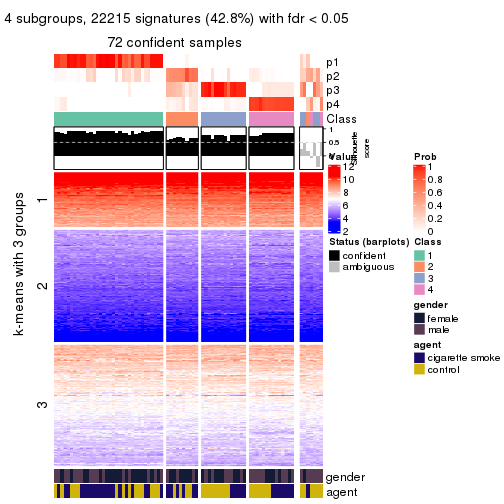 4 subgroups, 22215 signatures (42.8%) with fdr < 0.05
72 confident samples
p1
p2
p3
p4
Class
1
0.5
0
Silhouette
score
k-means with 3 groups
1
2
3
gender
agent
Value
12
10
8
6
4
2
Prob
1
0.8
0.6
0.4
0.2
0
Status (barplots)
confident
ambiguous
Class
1
2
3
4
gender
female
male
agent
cigarette smoke
control